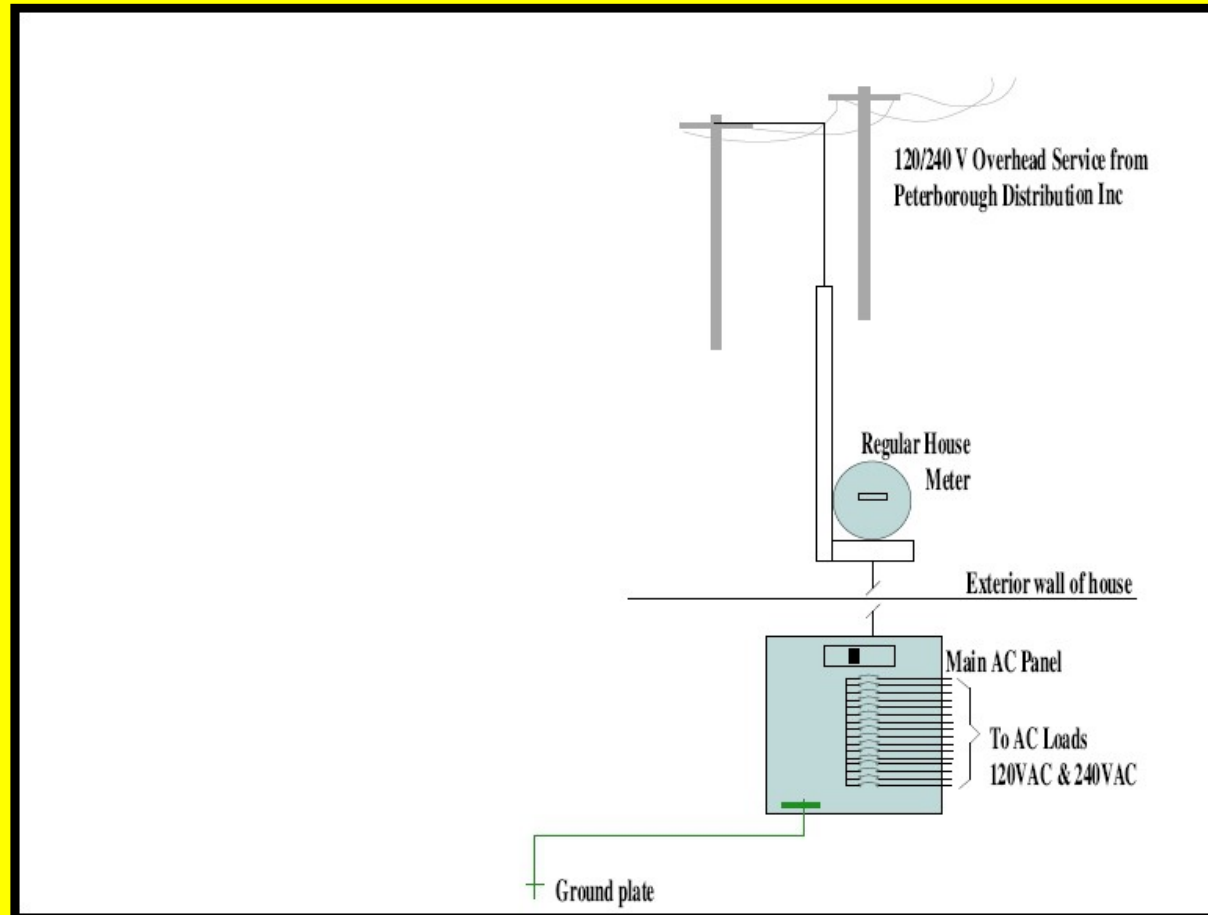 120/240 V Overhead Service from
Peterborough Distribution Inc
Regular House
Meter
Exterior wall of house
Main AC Panel
To AC Loads
120VAC & 240VAC
Ground plate